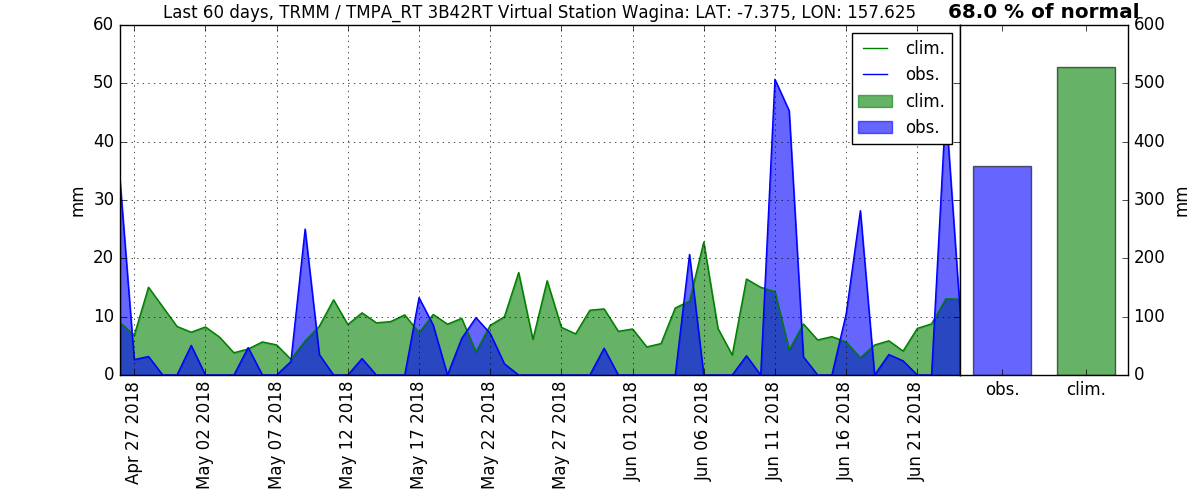 Last 60 days, TRMM / TMPA_RT 3B42RT Virtual Station Wagina: LAT: -7.375, LON: 157.625
68.0 % of normal
60
50
40
30
20
10
0
mm
clim.
obs.
clim.
obs.
Apr 27 2018
May 02 2018
May 07 2018
May 12 2018
May 17 2018
May 22 2018
May 27 2018
Jun 01 2018
Jun 06 2018
Jun 11 2018
Jun 16 2018
Jun 21 2018
600
500
400
300
200
100
0
mm
obs.
clim.